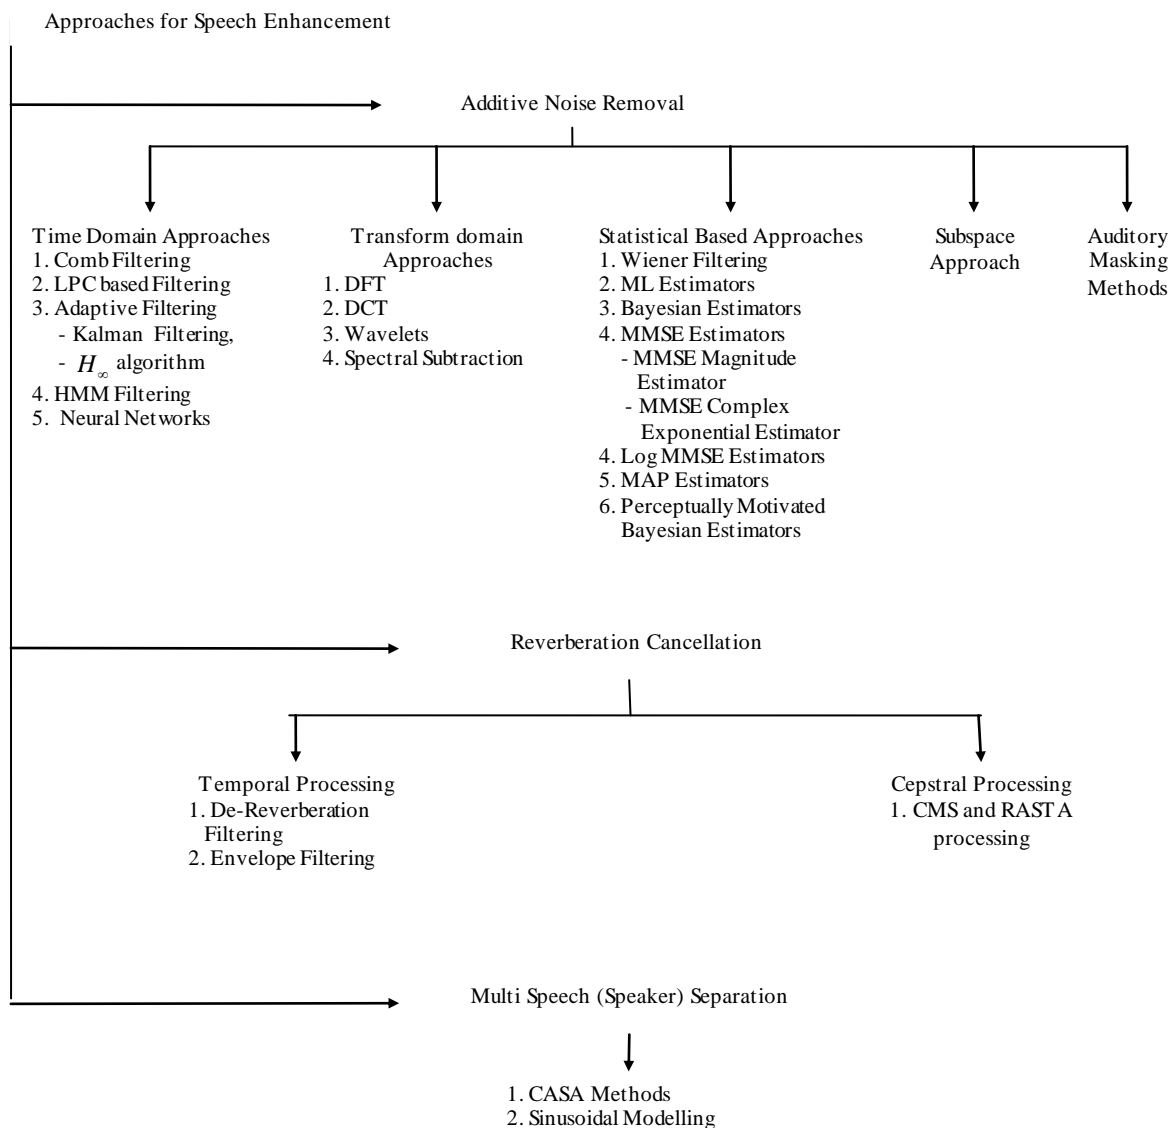 Approaches for Speech Enhancement
Additive Noise Removal
Time Domain Approaches
1. Comb Filtering
2. LPC based Filtering
3. Adaptive Filtering
- Kalman Filtering,
- H∞ algorithm
4. HMM Filtering
5. Neural Networks
Transform domain
Approaches
1. DFT
2. DCT
3. Wavelets
4. Spectral Subtraction
Statistical Based Approaches
1. Wiener Filtering
2. ML Estimators
3. Bayesian Estimators
4. MMSE Estimators
- MMSE Magnitude
Estimator
- MMSE Complex
Exponential Estimator
4. Log MMSE Estimators
5. MAP Estimators
6. Perceptually Motivated
Bayesian Estimators
Subspace
Approach
Auditory
Masking
Methods
Reverberation Cancellation
Temporal Processing
1. De-Reverberation
Filtering
2. Envelope Filtering
Cepstral Processing
1. CMS and RASTA
processing
Multi Speech (Speaker) Separation
1. CASA Methods
2. Sinusoidal Modelling